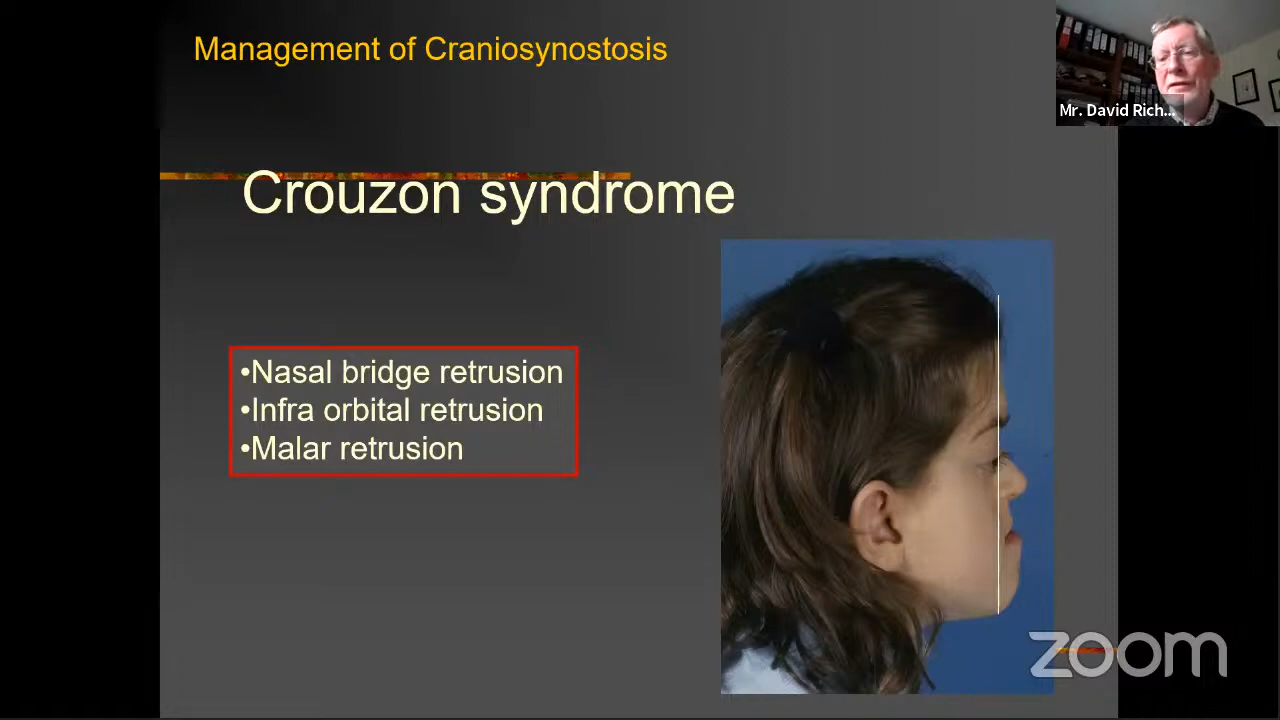 Management of Craniosynostosis
Mr. David Rich...
Crouzon syndrome
•Nasal bridge retrusion
•Infra orbital retrusion
•Malar retrusion
zoom